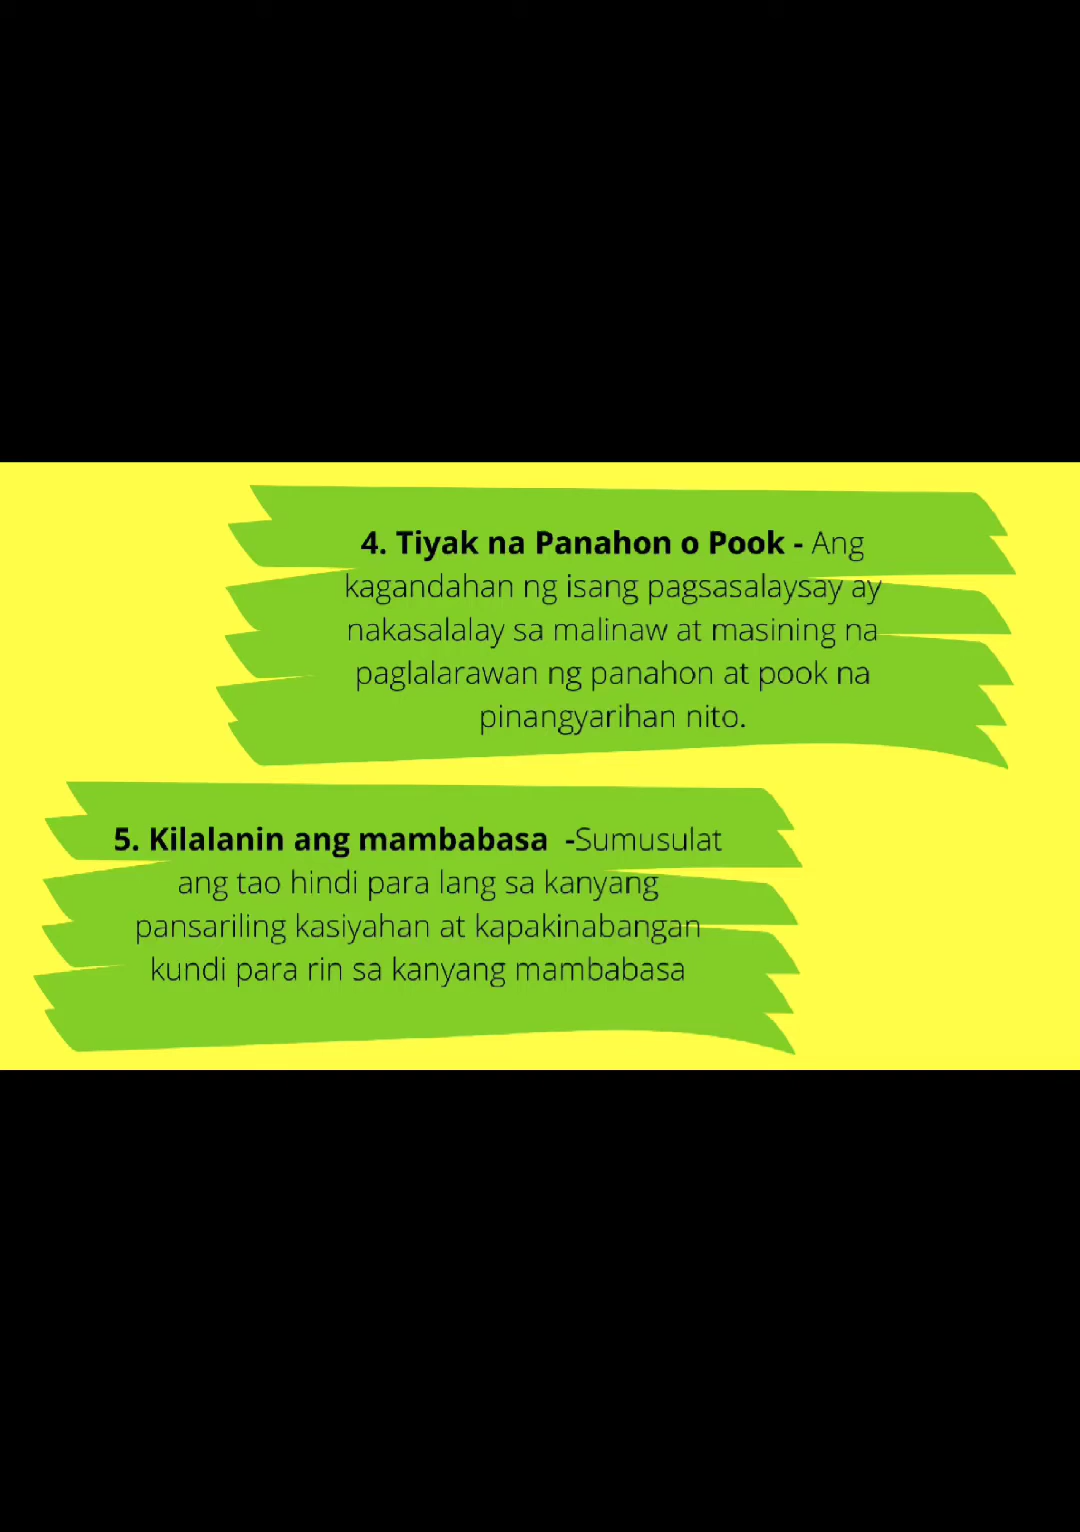 4. Tiyak na Panahon o Pook - Ang
kagandahan ng isang pagsasalaysay ay
nakasalalay sa malinaw at masining na
paglalarawan ng panahon at pook na
pinangyarihan nito.
5. Kilalanin ang mambabasa  -Sumusulat
ang tao hindi para lang sa kanyang
pansariling kasiyahan at kapakinabangan
kundi para rin sa kanyang mambabasa